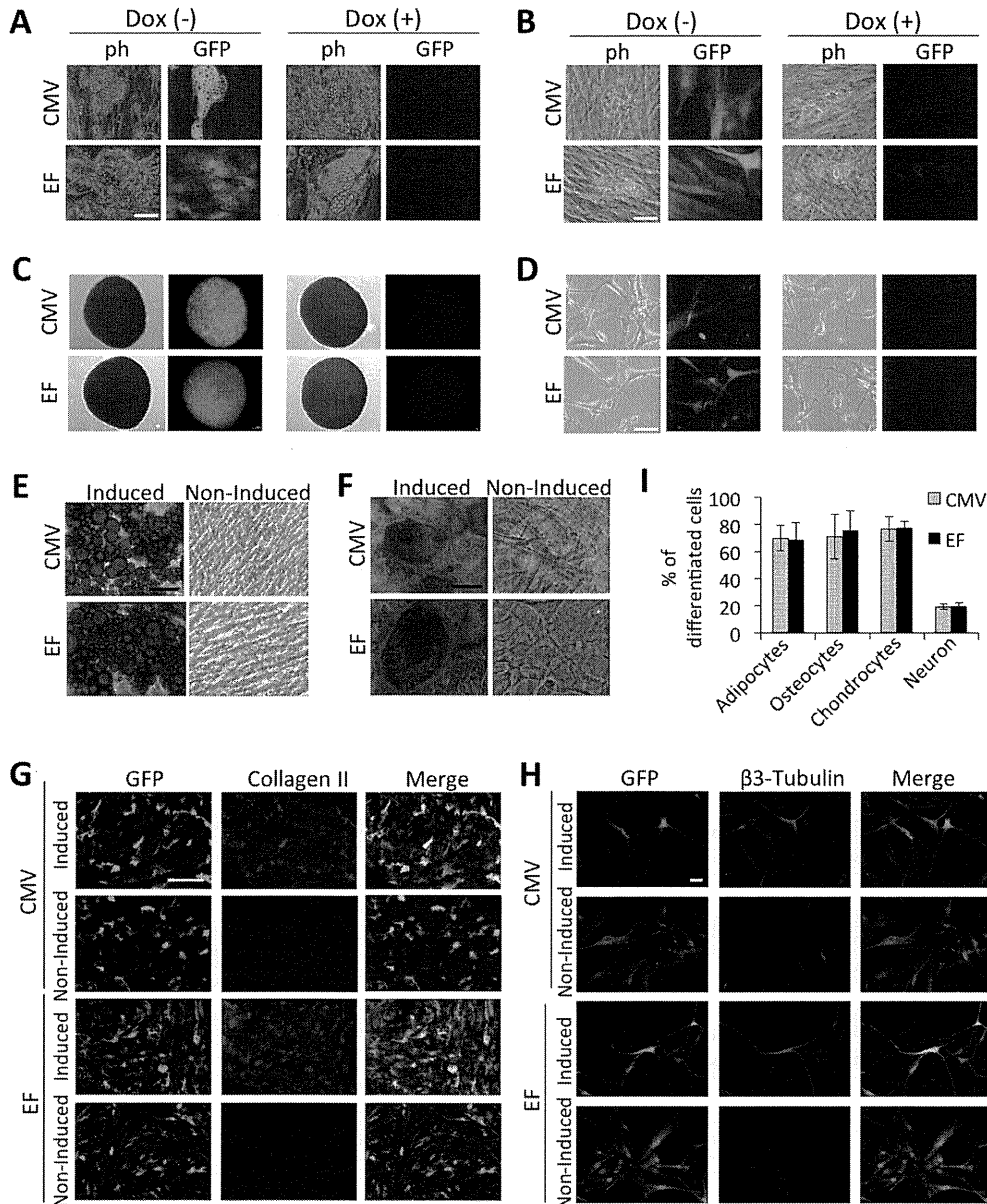 A
Dox (-)
Dox (+)
ph
GFP
ph
GFP
CMV
EF
B
Dox (-)
Dox (+)
ph
GFP
ph
GFP
CMV
EF
C
CMV
EF
D
CMV
EF
E
Induced
Non-Induced
CMV
EF
F
Induced
Non-Induced
CMV
EF
I
% of
differentiated cells
100
80
60
40
20
0
CMV
EF
Adipocytes
Osteocytes
Chondrocytes
Neuron
G
GFP
Collagen II
Merge
CMV
Induced
Non-Induced
EF
Induced
Non-Induced
H
GFP
β3-Tubulin
Merge
CMV
Induced
Non-Induced
EF
Induced
Non-Induced